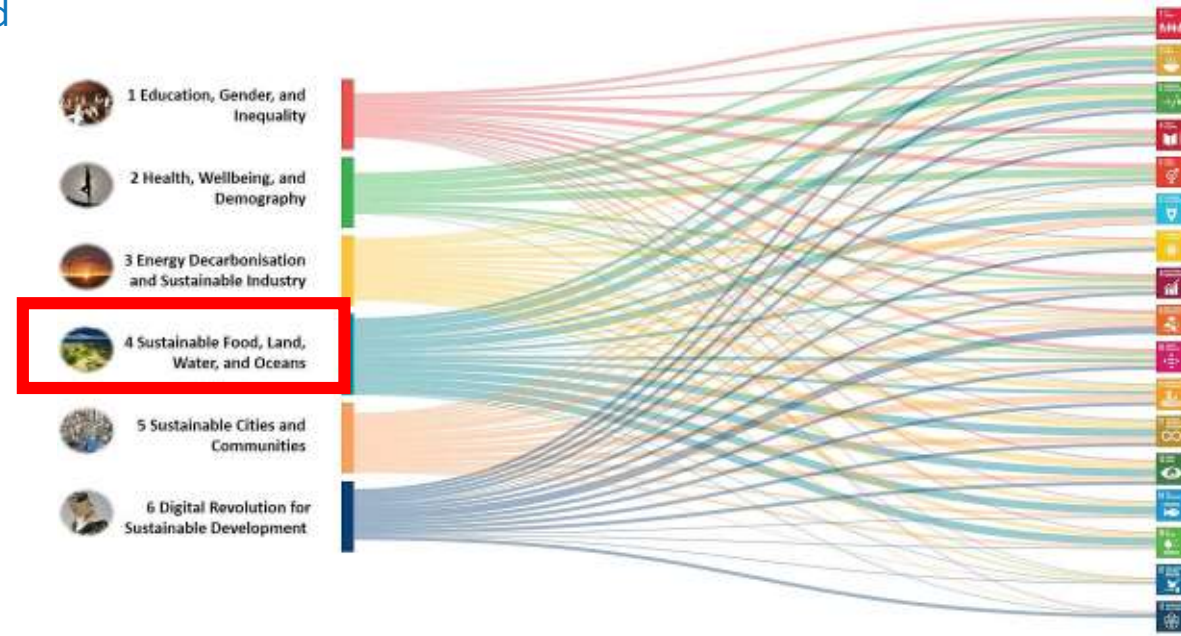 d
1 Education, Gender, and
Inequality
2 Health, Wellbeing, and
Demography
3 Energy Decarbonisation
and Sustainable Industry
4 Sustainable Food, Land,
Water, and Oceans
5 Sustainable Cities and
Communities
6 Digital Revolution for
Sustainable Development